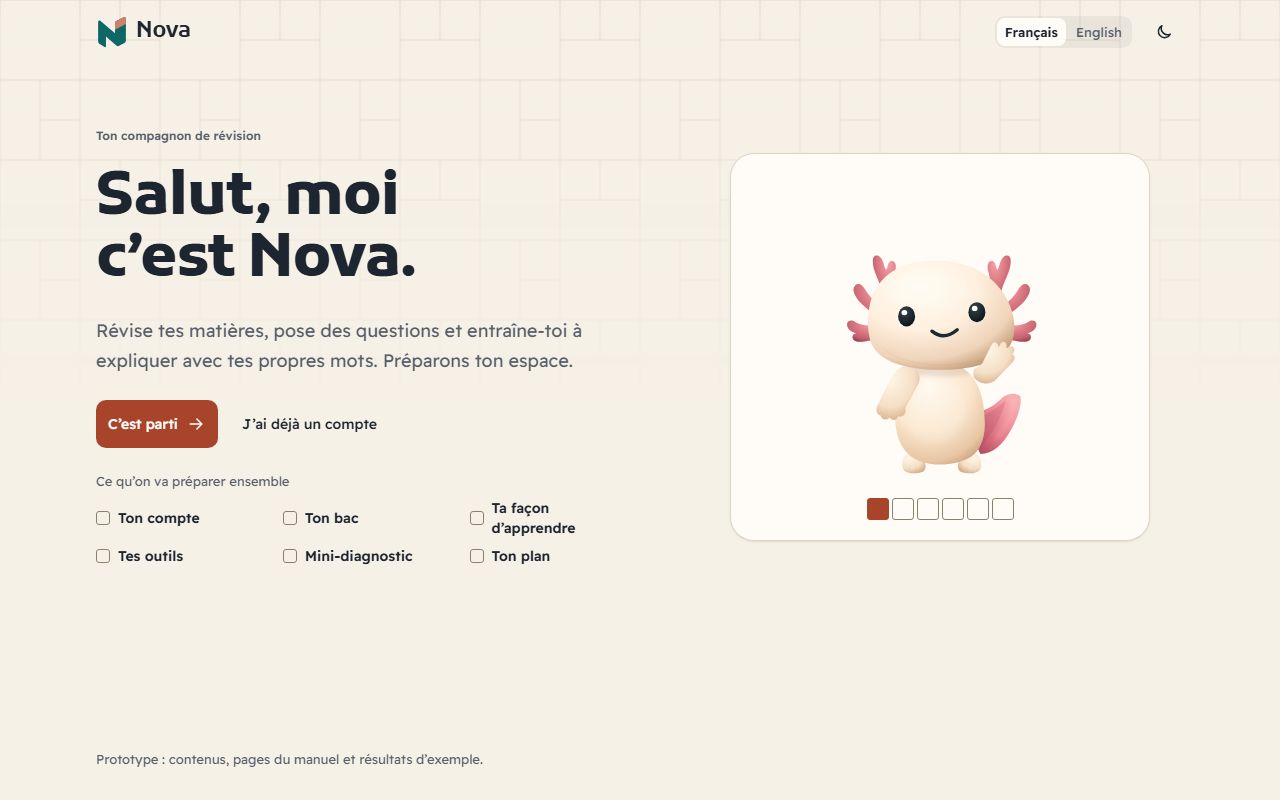 Nova
Français
English
Ton compagnon de révision
Salut, moi
c’est Nova.
Révise tes matières, pose des questions et entraîne-toi à
expliquer avec tes propres mots. Préparons ton espace.
C’est parti →
J’ai déjà un compte
Ce qu’on va préparer ensemble
Ton compte
Ton bac
Ta façon
d’apprendre
Tes outils
Mini-diagnostic
Ton plan
Prototype : contenus, pages du manuel et résultats d’exemple.